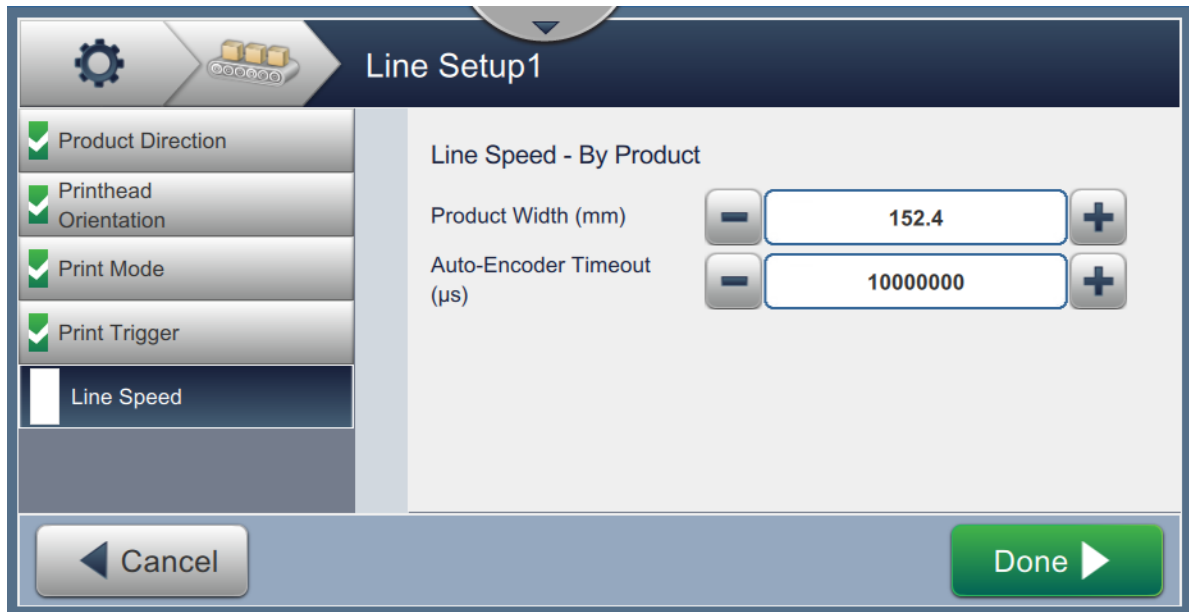 Line Setup1
Product Direction
Printhead
Orientation
Print Mode
Print Trigger
Line Speed
Line Speed - By Product
Product Width (mm)
152.4
Auto-Encoder Timeout
(µs)
10000000
Cancel
Done